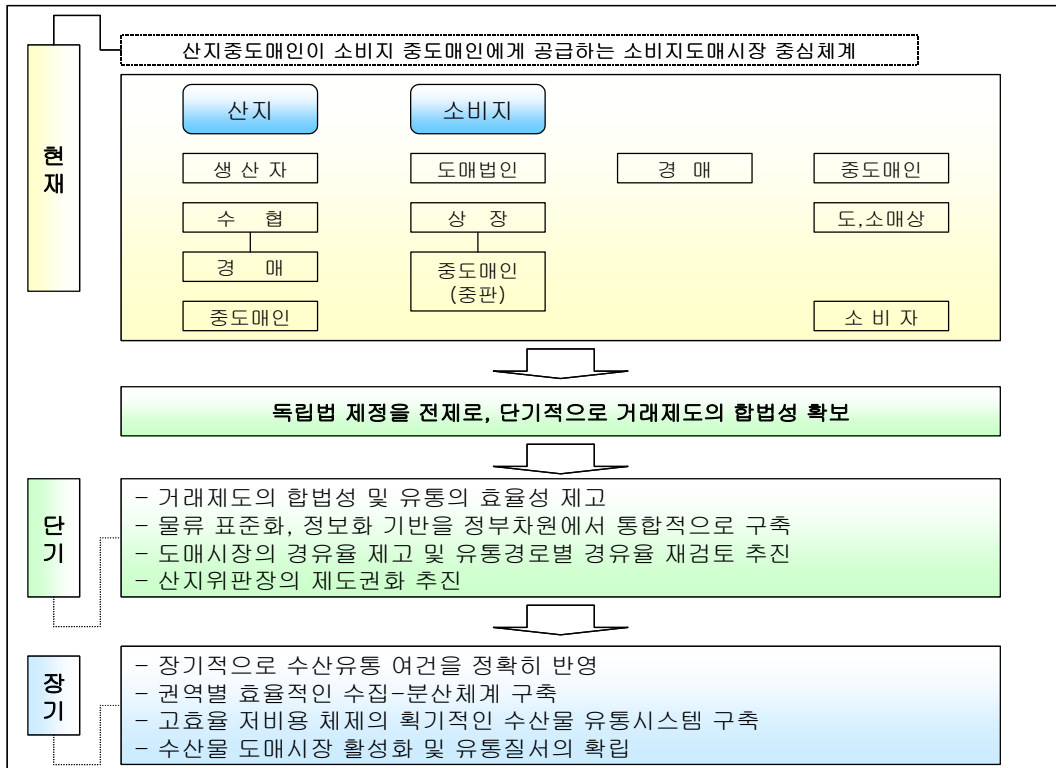 산지중도매인이 소비지 중도매인에게 공급하는 소비지도매시장 중심체계
현재
산지
소비지
생 산 자
도매법인
경 매
중도매인
수 협
상 장
도,소매상
경 매
중도매인
(중판)
중도매인
소 비 자
독립법 제정을 전제로, 단기적으로 거래제도의 합법성 확보
단기
- 거래제도의 합법성 및 유통의 효율성 제고
- 물류 표준화, 정보화 기반을 정부차원에서 통합적으로 구축
- 도매시장의 경유율 제고 및 유통경로별 경유율 재검토 추진
- 산지위판장의 제도권화 추진
장기
- 장기적으로 수산유통 여건을 정확히 반영
- 권역별 효율적인 수집-분산체계 구축
- 고효율 저비용 체제의 획기적인 수산물 유통시스템 구축
- 수산물 도매시장 활성화 및 유통질서의 확립